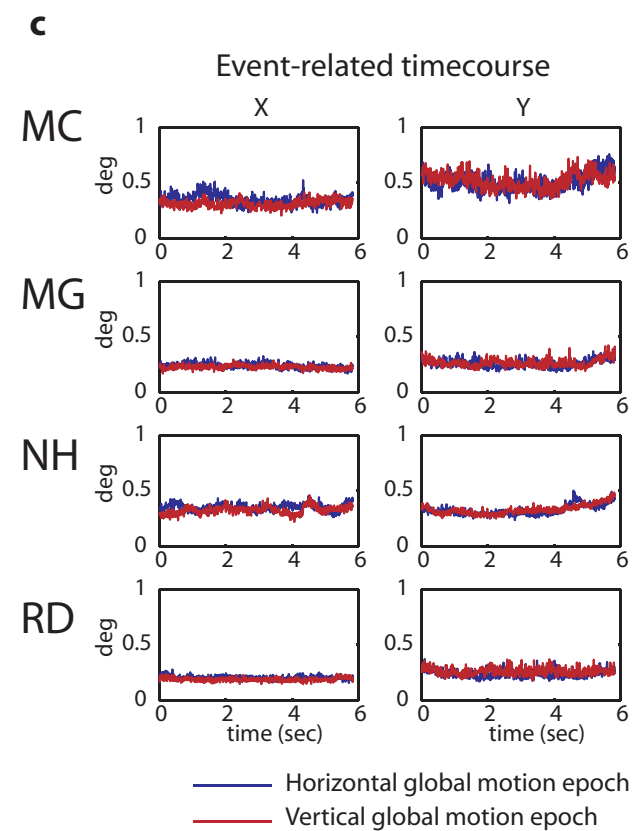 c
Event-related timecourse
X Y
MC
deg
1
0.5
0
0 2 4 6
1
0.5
0
0 2 4 6
MG
deg
1
0.5
0
0 2 4 6
1
0.5
0
0 2 4 6
NH
deg
1
0.5
0
0 2 4 6
1
0.5
0
0 2 4 6
RD
deg
1
0.5
0
0 2 4 6
time (sec)
1
0.5
0
0 2 4 6
time (sec)
Horizontal global motion epoch
Vertical global motion epoch